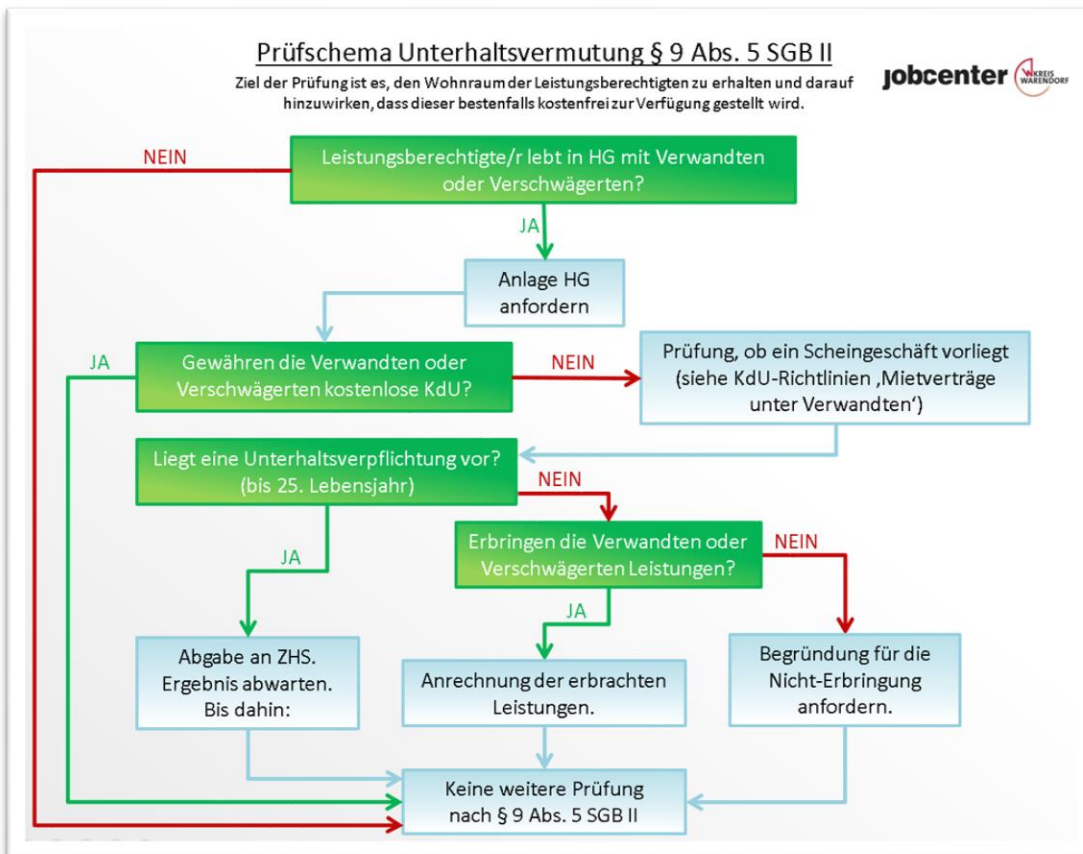 Prüfschema Unterhaltsvermutung § 9 Abs. 5 SGB II
Ziel der Prüfung ist es, den Wohnraum der Leistungsberechtigten zu erhalten und darauf
hinzuwirken, dass dieser bestenfalls kostenfrei zur Verfügung gestellt wird.
jobcenter
KREIS
WARENDORF
NEIN
Leistungsberechtigte/r lebt in HG mit Verwandten
oder Verschwägerten?
JA
Anlage HG
anfordern
JA
Gewähren die Verwandten oder
Verschwägerten kostenlose KdU?
NEIN
Prüfung, ob ein Scheingeschäft vorliegt
(siehe KdU-Richtlinien ‚Mietverträge
unter Verwandten‘)
Liegt eine Unterhaltsverpflichtung vor?
(bis 25. Lebensjahr)
NEIN
JA
Erbringen die Verwandten oder
Verschwägerten Leistungen?
NEIN
JA
Abgabe an ZHS.
Ergebnis abwarten.
Bis dahin:
Anrechnung der erbrachten
Leistungen.
Begründung für die
Nicht-Erbringung
anfordern.
Keine weitere Prüfung
nach § 9 Abs. 5 SGB II